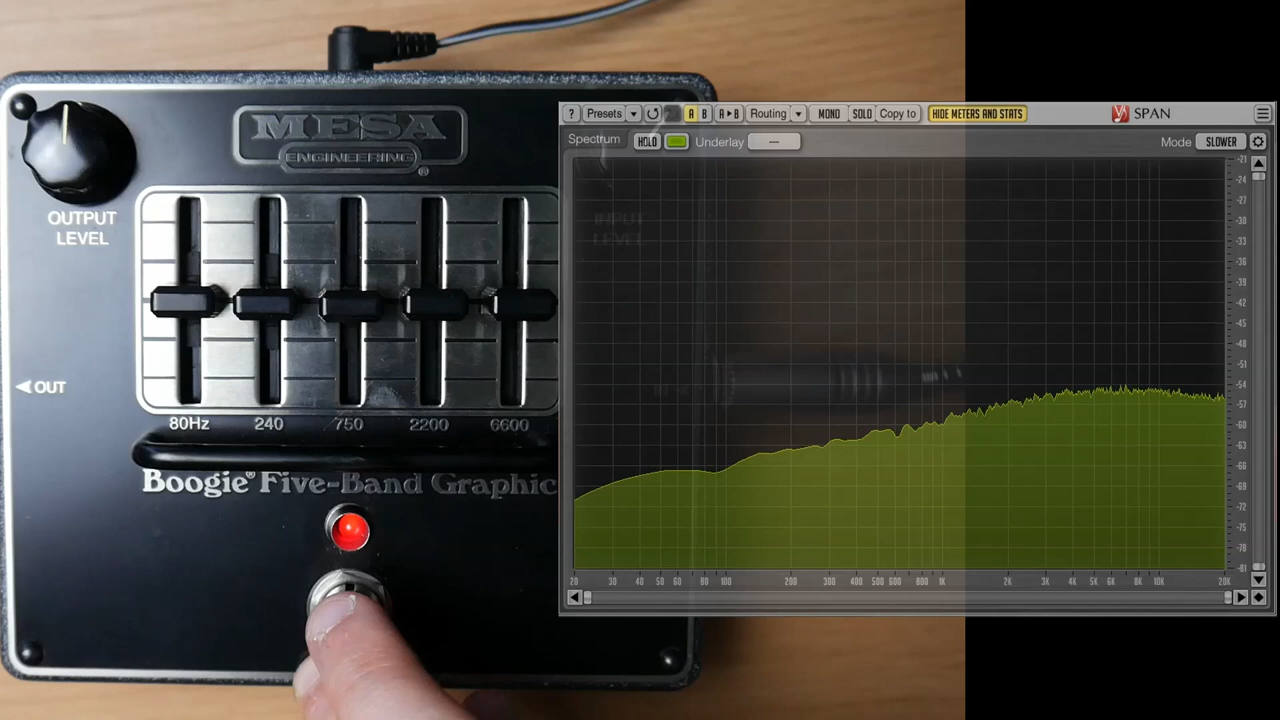 MESA
ENGINEERING®
OUTPUT
LEVEL
INPUT
LEVEL
◄ OUT
80Hz 240 750 2200 6600
Boogie® Five-Band Graphic
? Presets A B A▸B Routing MONO SOLO Copy to HIDE METERS AND STATS SPAN
Spectrum HOLD Underlay --- Mode SLOWER
-21
-24
-27
-30
-33
-36
-39
-42
-45
-48
-51
-54
-57
-60
-63
-66
-69
-72
-75
-78
-81
20 30 40 50 60 80 100 200 300 400 500 600 800 1K 2K 3K 4K 5K 6K 8K 10K 20K